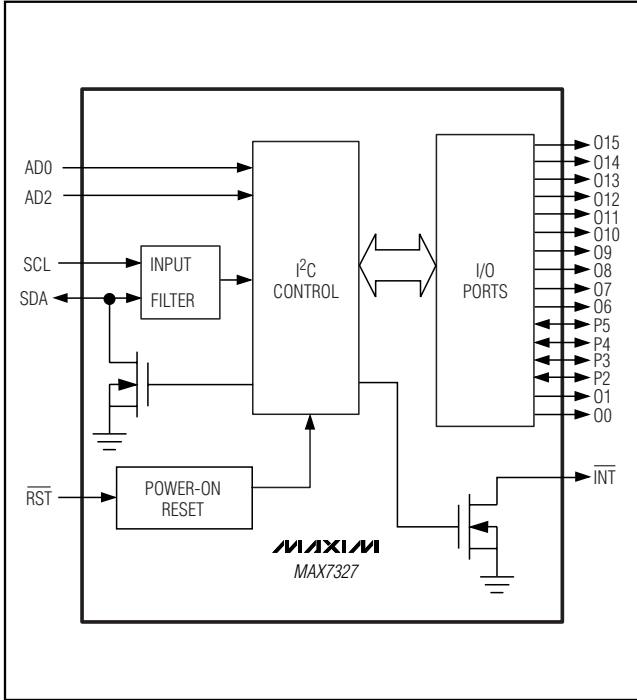 AD0
AD2
SCL
SDA
INPUT
FILTER
I²C
CONTROL
I/O
PORTS
O15
O14
O13
O12
O11
O10
O9
O8
O7
O6
P5
P4
P3
P2
O1
O0
RST
POWER-ON
RESET
INT
MAXIM
MAX7327